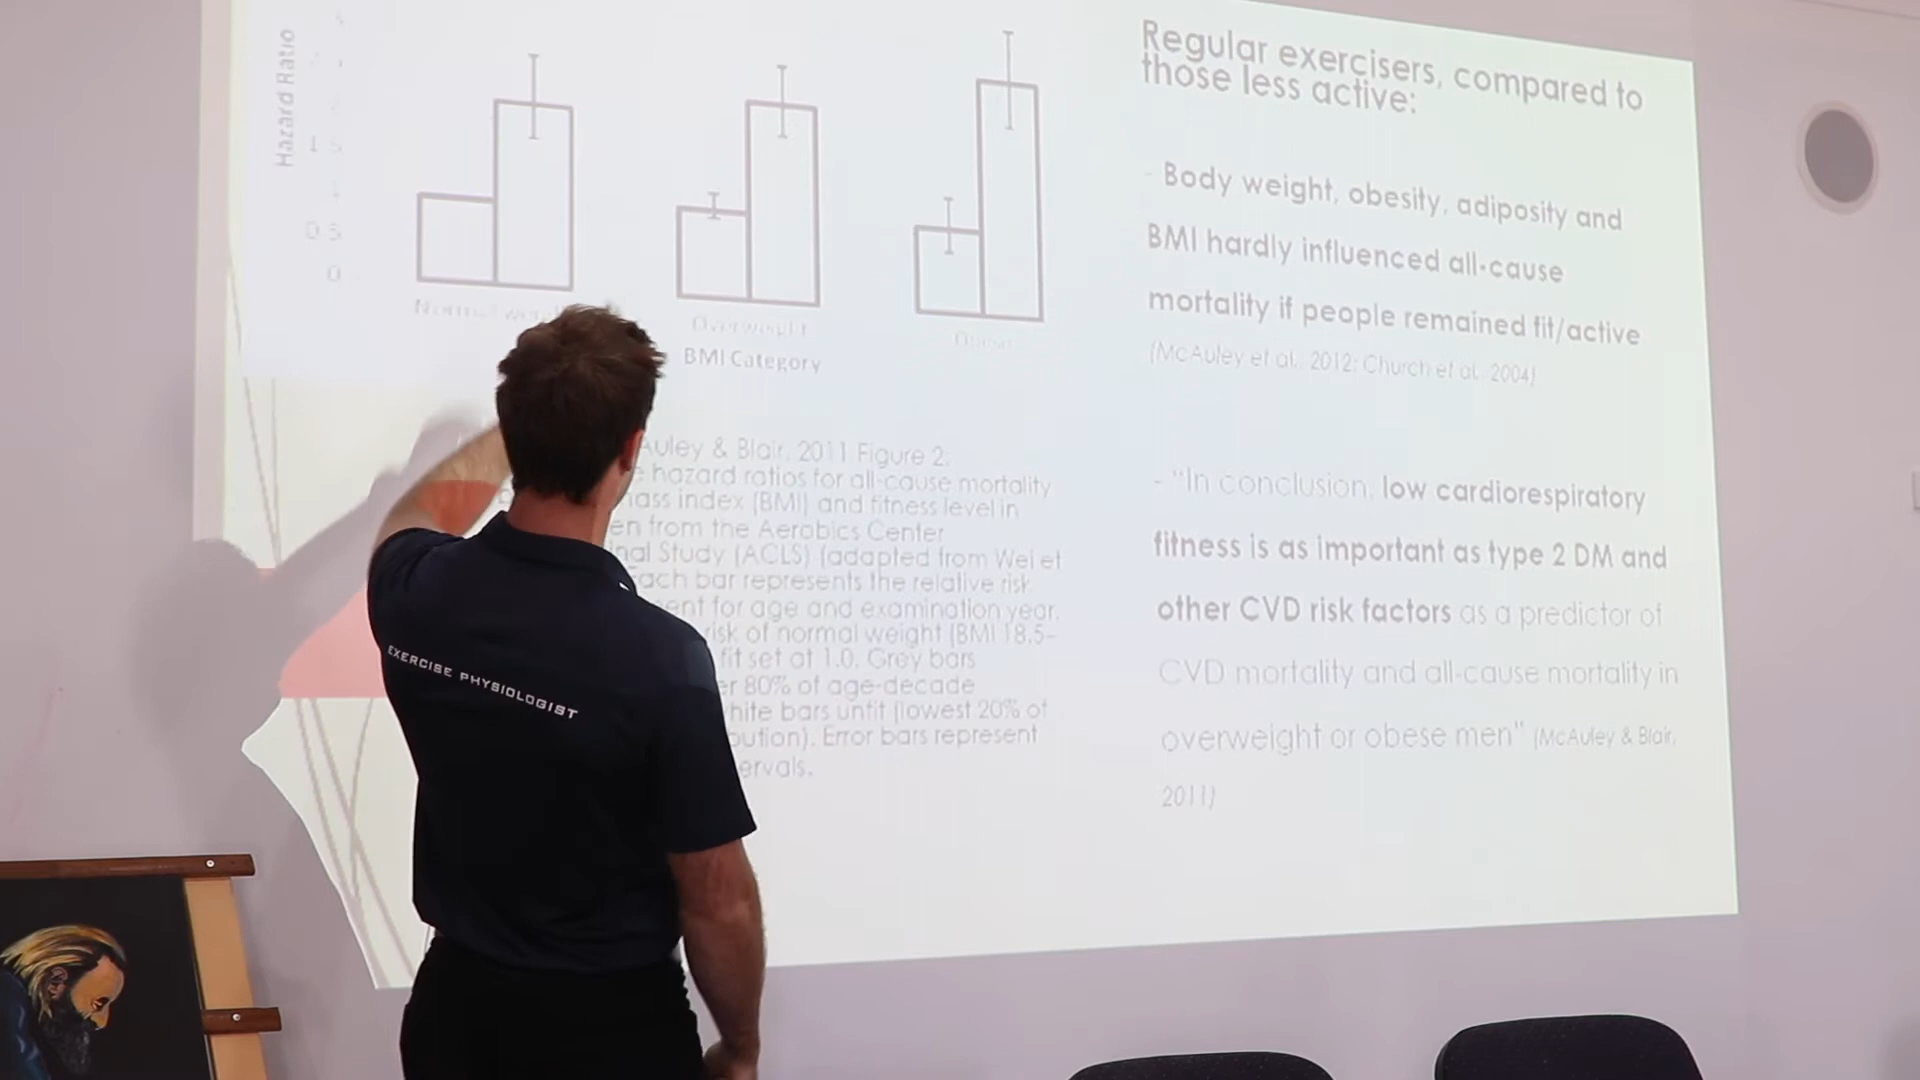 Hazard Ratio
1.5
1
0.5
0
Normal
Overweight
Obese
BMI Category
Auley & Blair, 2011 Figure 2.
hazard ratios for all-cause mortality
mass index (BMI) and fitness level in
en from the Aerobics Center
nal Study (ACLS) (adapted from Wei et
Each bar represents the relative risk
ent for age and examination year.
risk of normal weight (BMI 18.5-
fit set at 1.0. Grey bars
er 80% of age-decade
hite bars unfit (lowest 20% of
bution). Error bars represent
ervals.
Regular exercisers, compared to
those less active:
- Body weight, obesity, adiposity and
BMI hardly influenced all-cause
mortality if people remained fit/active
(McAuley et al., 2012; Church et al. 2004)
- "In conclusion, low cardiorespiratory
fitness is as important as type 2 DM and
other CVD risk factors as a predictor of
CVD mortality and all-cause mortality in
overweight or obese men" (McAuley & Blair,
2011)
EXERCISE PHYSIOLOGIST